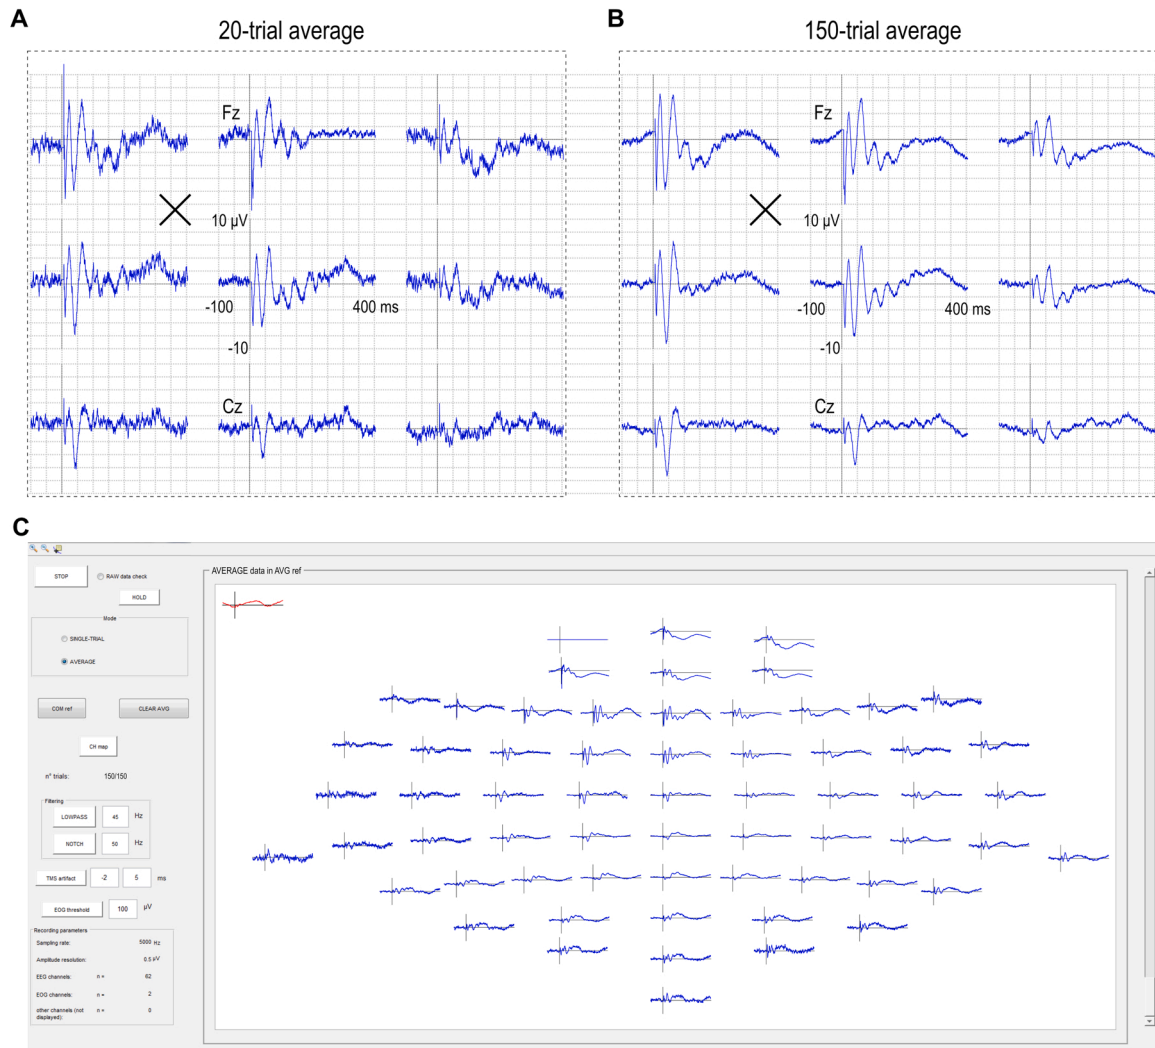 A
20-trial average
Fz
10 µV
-100
400 ms
-10
Cz
B
150-trial average
Fz
10 µV
-100
400 ms
-10
Cz
C
STOP
RAW data check
HOLD
Mode
SINGLE-TRIAL
AVERAGE
COM ref
CLEAR AVG
CH map
n° trials: 150/150
Filtering
LOWPASS 45 Hz
NOTCH 50 Hz
TMS artifact -2 5 ms
EOG threshold 100 µV
Recording parameters
Sampling rate: 5000 Hz
Amplitude resolution: 0.5 µV
EEG channels: n = 62
EOG channels: n = 2
other channels (not displayed): n = 0
AVERAGE data in AVG ref